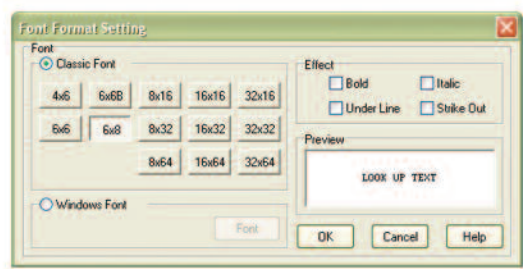 Font Format Setting
Font
Classic Font
4x6 6x6B 8x16 16x16 32x16
6x6 6x8 8x32 16x32 32x32
8x64 16x64 32x64
Windows Font
Font
Effect
Bold Italic
Under Line Strike Out
Preview
LOOK UP TEXT
OK Cancel Help